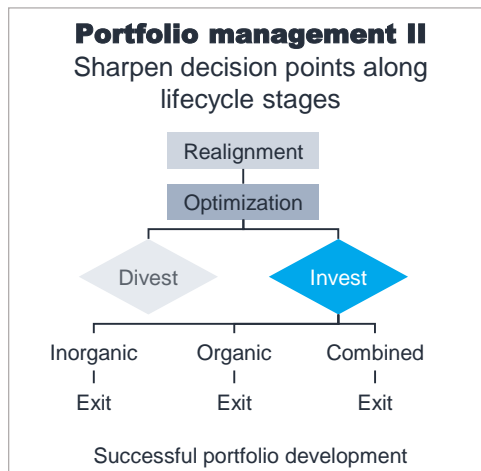 Portfolio management II
Sharpen decision points along
lifecycle stages
Realignment
Optimization
Divest
Invest
Inorganic
Organic
Combined
Exit
Exit
Exit
Successful portfolio development